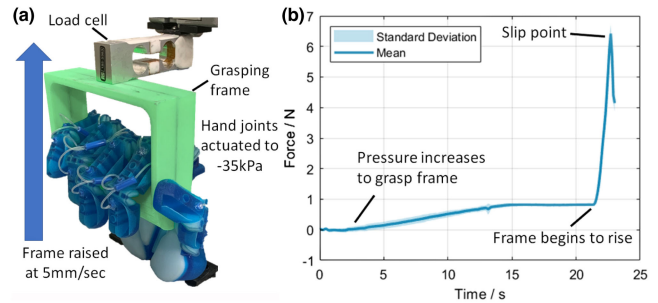 (a)
Load cell
Grasping
frame
Hand joints
actuated to
-35kPa
Frame raised
at 5mm/sec
(b)
7
6
5
4
3
2
1
0
-1
Force / N
Standard Deviation
Mean
Slip point
Pressure increases
to grasp frame
Frame begins to rise
0
5
10
15
20
25
Time / s